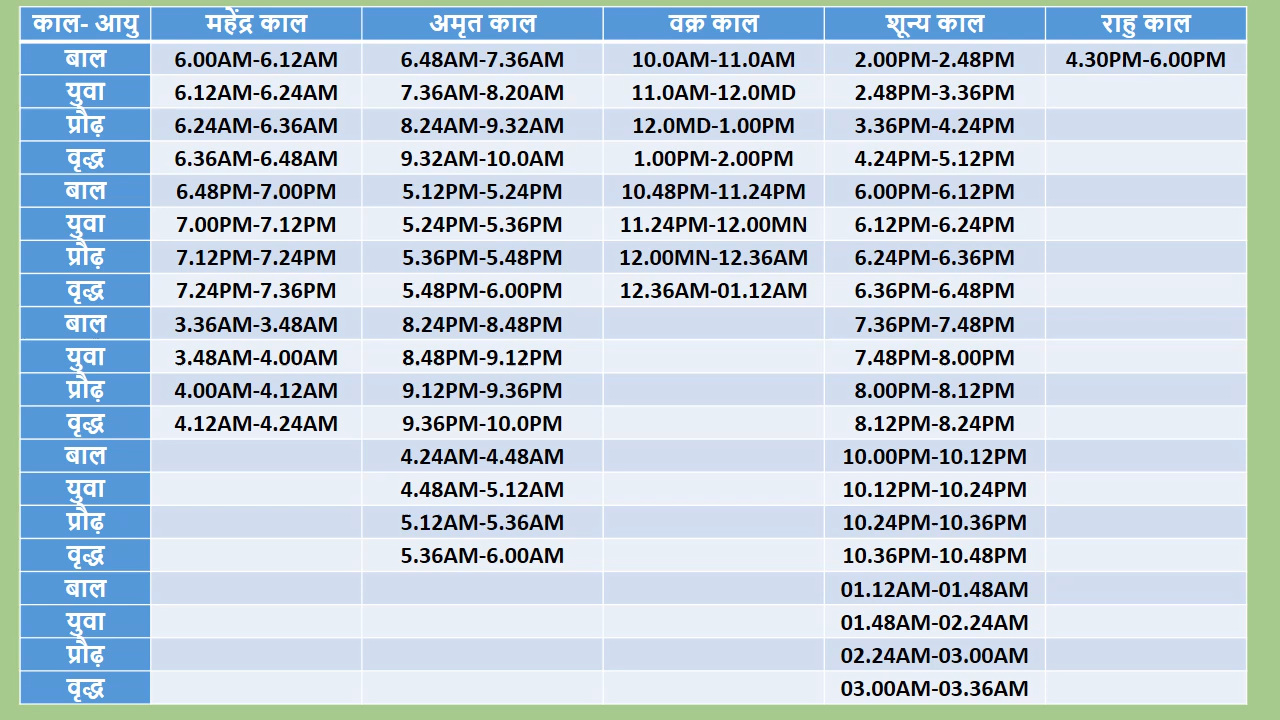 काल- आयु महेंद्र काल अमृत काल वक्र काल शून्य काल राहु काल
बाल 6.00AM-6.12AM 6.48AM-7.36AM 10.0AM-11.0AM 2.00PM-2.48PM 4.30PM-6.00PM
युवा 6.12AM-6.24AM 7.36AM-8.20AM 11.0AM-12.0MD 2.48PM-3.36PM
प्रौढ़ 6.24AM-6.36AM 8.24AM-9.32AM 12.0MD-1.00PM 3.36PM-4.24PM
वृद्ध 6.36AM-6.48AM 9.32AM-10.0AM 1.00PM-2.00PM 4.24PM-5.12PM
बाल 6.48PM-7.00PM 5.12PM-5.24PM 10.48PM-11.24PM 6.00PM-6.12PM
युवा 7.00PM-7.12PM 5.24PM-5.36PM 11.24PM-12.00MN 6.12PM-6.24PM
प्रौढ़ 7.12PM-7.24PM 5.36PM-5.48PM 12.00MN-12.36AM 6.24PM-6.36PM
वृद्ध 7.24PM-7.36PM 5.48PM-6.00PM 12.36AM-01.12AM 6.36PM-6.48PM
बाल 3.36AM-3.48AM 8.24PM-8.48PM 7.36PM-7.48PM
युवा 3.48AM-4.00AM 8.48PM-9.12PM 7.48PM-8.00PM
प्रौढ़ 4.00AM-4.12AM 9.12PM-9.36PM 8.00PM-8.12PM
वृद्ध 4.12AM-4.24AM 9.36PM-10.0PM 8.12PM-8.24PM
बाल 4.24AM-4.48AM 10.00PM-10.12PM
युवा 4.48AM-5.12AM 10.12PM-10.24PM
प्रौढ़ 5.12AM-5.36AM 10.24PM-10.36PM
वृद्ध 5.36AM-6.00AM 10.36PM-10.48PM
बाल 01.12AM-01.48AM
युवा 01.48AM-02.24AM
प्रौढ़ 02.24AM-03.00AM
वृद्ध 03.00AM-03.36AM